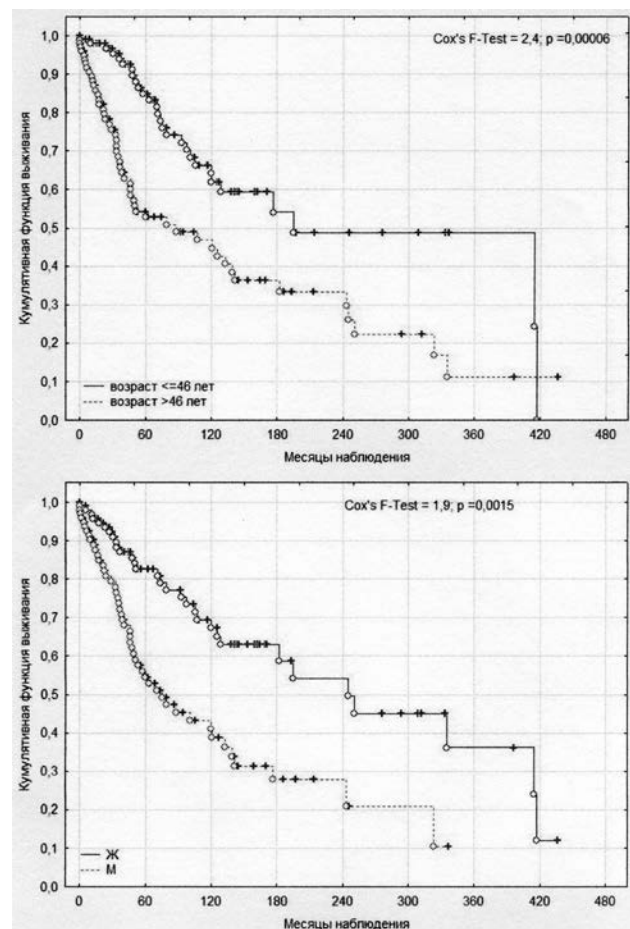 Cox's F-Test = 2,4; p =0,00006
Кумулятивная функция выживания
1,0
0,9
0,8
0,7
0,6
0,5
0,4
0,3
0,2
0,1
0,0
возраст <=46 лет
возраст >46 лет
0 60 120 180 240 300 360 420 480
Месяцы наблюдения
Cox's F-Test = 1,9; p =0,0015
Кумулятивная функция выживания
1,0
0,9
0,8
0,7
0,6
0,5
0,4
0,3
0,2
0,1
0,0
Ж
М
0 60 120 180 240 300 360 420 480
Месяцы наблюдения